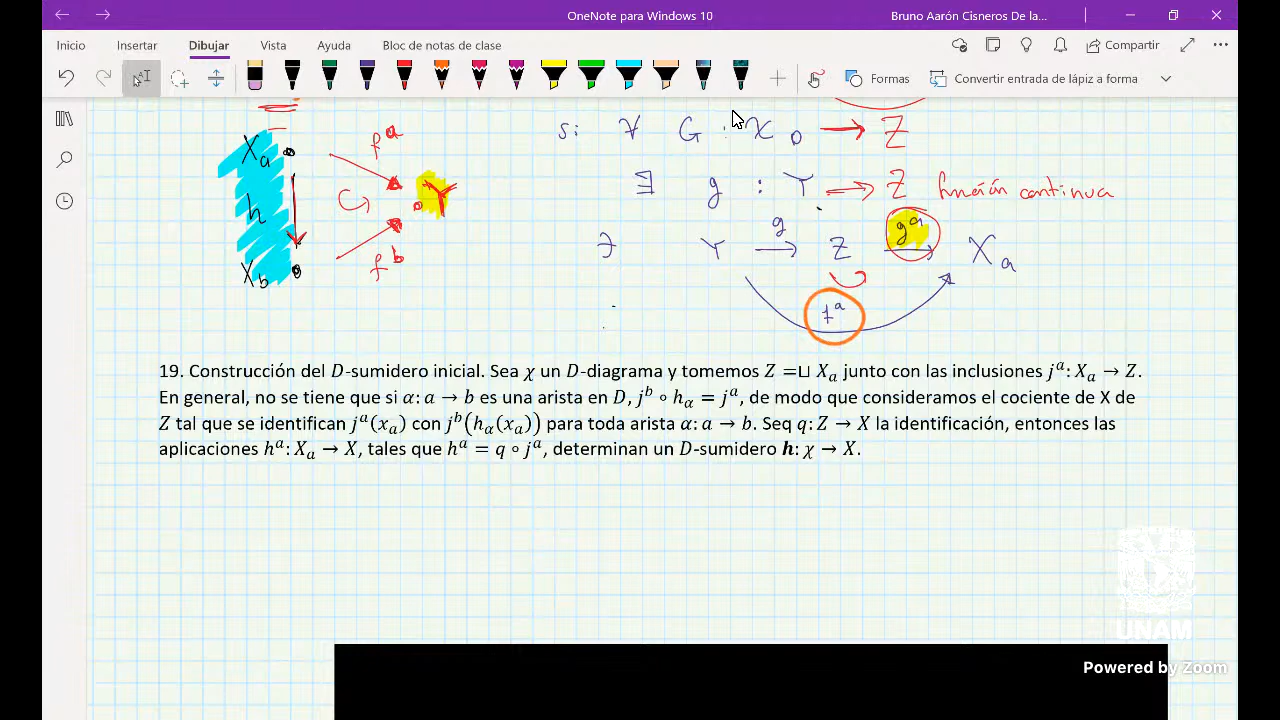 OneNote para Windows 10
Bruno Aarón Cisneros De la...
Inicio Insertar Dibujar Vista Ayuda Bloc de notas de clase Compartir
Formas Convertir entrada de lápiz a forma
si ∀ G : X_D → Z
∃ g : Y → Z función continua
Y g→ Z g^a→ X_a
f^a
X_a f^a
h Y
X_b f^b
19. Construcción del D-sumidero inicial. Sea χ un D-diagrama y tomemos Z =⊔ X_a junto con las inclusiones j^a: X_a → Z.
En general, no se tiene que si α: a → b es una arista en D, j^b ∘ h_α = j^a, de modo que consideramos el cociente de X de
Z tal que se identifican j^a(x_a) con j^b(h_α(x_a)) para toda arista α: a → b. Seq q: Z → X la identificación, entonces las
aplicaciones h^a: X_a → X, tales que h^a = q ∘ j^a, determinan un D-sumidero h: χ → X.
UNAM
Powered by Zoom